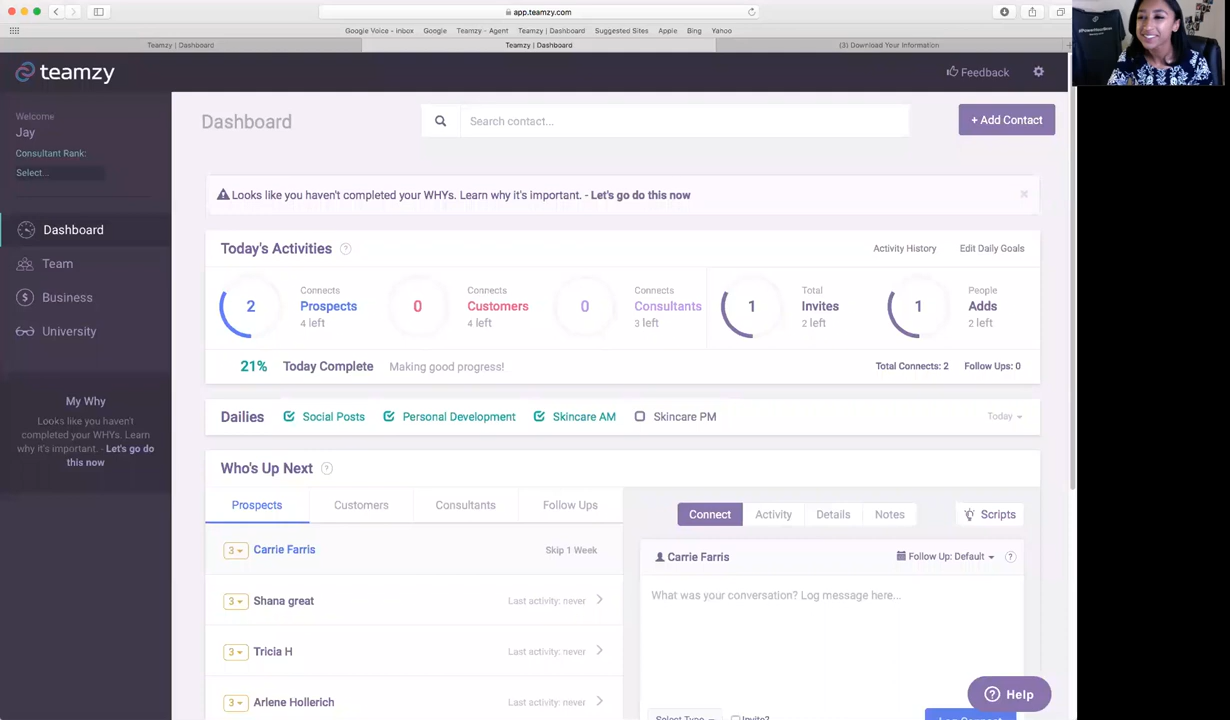 app.teamzy.com
Google Voice - inbox Google Teamzy - Agent Teamzy | Dashboard Suggested Sites Apple Bing Yahoo
Teamzy | Dashboard Teamzy | Dashboard (3) Download Your Information
teamzy
Feedback
Welcome
Jay
Consultant Rank:
Select...
Dashboard
Team
Business
University
My Why
Looks like you haven't
completed your WHYs. Learn
why it's important. - Let's go do
this now
Dashboard
Search contact...
+ Add Contact
Looks like you haven't completed your WHYs. Learn why it's important. - Let's go do this now
Today's Activities ? Activity History Edit Daily Goals
2 Connects Prospects 4 left
0 Connects Customers 4 left
0 Connects Consultants 3 left
1 Total Invites 2 left
1 People Adds 2 left
21% Today Complete Making good progress! Total Connects: 2 Follow Ups: 0
Dailies Social Posts Personal Development Skincare AM Skincare PM Today
Who's Up Next ?
Prospects Customers Consultants Follow Ups
3 Carrie Farris Skip 1 Week
3 Shana great Last activity: never
3 Tricia H Last activity: never
3 Arlene Hollerich Last activity: never
Connect Activity Details Notes Scripts
Carrie Farris Follow Up: Default ?
What was your conversation? Log message here...
Select Type Invite?
Log Connect
? Help